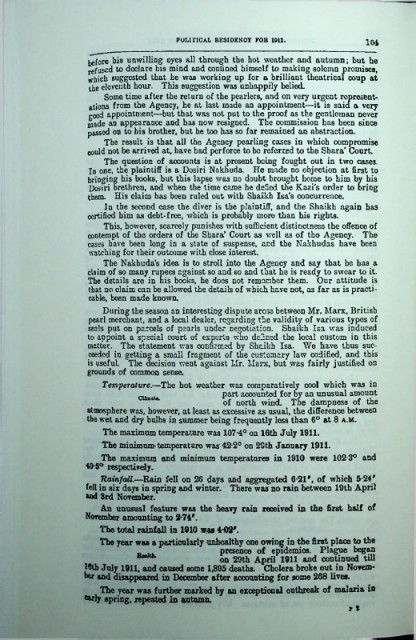 POLITICAL RESIDENCY FOR 1911.
104
before his unwilling eyes all through the hot weather and autumn; but he
refused to declare his mind and confined himself to making solemn promises,
which suggested that he was working up for a brilliant theatrical coup at
the eleventh hour. This suggestion was unhappily belied.
Some time after the return of the pearlers, and on very urgent represent-
ations from the Agency, he at last made an appointment—it is said a very
good appointment—but that was not put to the proof as the gentleman never
made an appearance and has now resigned. The commission has been since
passed on to his brother, but he too has so far remained an abstraction.
The result is that all the Agency pearling cases in which compromise
could not be arrived at, have had perforce to be referred to the Shara' Court.
The question of accounts is at present being fought out in two cases.
In one, the plaintiff is a Dosiri Nakhuda. He made no objection at first to
bringing his books, but this lapse was no doubt brought home to him by his
Dosiri brethren, and when the time came he defied the Kazi's order to bring
them. His claim has been ruled out with Shaikh Isa's concurrence.
In the second case the diver is the plaintiff, and the Shaikh again has
certified him as debt-free, which is probably more than his rights.
This, however, scarcely punishes with sufficient distinctness the offence of
contempt of the orders of the Shara' Court as well as of the Agency. The
cases have been long in a state of suspense, and the Nakhudas have been
watching for their outcome with close interest.
The Nakhuda's idea is to stroll into the Agency and say that he has a
claim of so many rupees against so and so and that he is ready to swear to it.
The details are in his books, he does not remember them. Our attitude is
that no claim can be allowed the details of which have not, as far as is practi-
cable, been made known.
During the season an interesting dispute arose between Mr. Marx, British
pearl merchant, and a local dealer, regarding the validity of various types of
seals put on parcels of pearls under negotiation. Shaikh Isa was induced
to appoint a special court of experts who defined the local custom in this
matter. The statement was confirmed by Shaikh Isa. We have thus suc-
ceeded in getting a small fragment of the customary law codified, and this
is useful. The decision went against Mr. Marx, but was fairly justified on
grounds of common sense.
Temperature.—The hot weather was comparatively cool which was in
Climate.
part accounted for by an unusual amount
of north wind. The dampness of the
atmosphere was, however, at least as excessive as usual, the difference between
the wet and dry bulbs in summer being frequently less than 6° at 8 A.M.
The maximum temperature was 107·4° on 16th July 1911.
The minimum temperature was 42·2° on 29th January 1911.
The maximum and minimum temperatures in 1910 were 102·3° and
40·5° respectively.
Rainfall.—Rain fell on 26 days and aggregated 6·21", of which 5·24"
fell in six days in spring and winter. There was no rain between 19th April
and 3rd November.
An unusual feature was the heavy rain received in the first half of
November amounting to 2·74".
The total rainfall in 1910 was 4·02".
The year was a particularly unhealthy one owing in the first place to the
Health.
presence of epidemics. Plague began
on 29th April 1911 and continued till
16th July 1911, and caused some 1,895 deaths. Cholera broke out in Novem-
ber and disappeared in December after accounting for some 268 lives.
The year was further marked by an exceptional outbreak of malaria in
early spring, repeated in autumn.